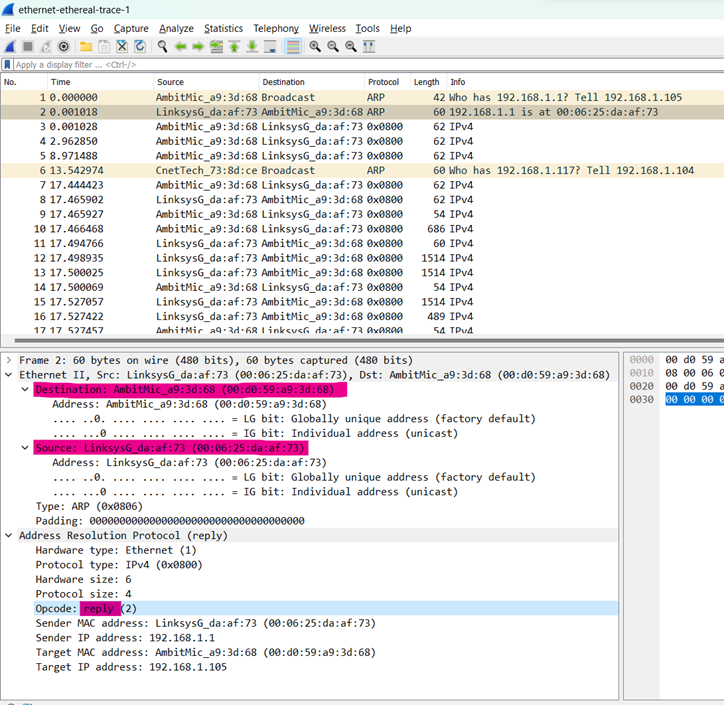 ethernet-ethereal-trace-1
File Edit View Go Capture Analyze Statistics Telephony Wireless Tools Help
Apply a display filter ... <Ctrl-/>
No. Time Source Destination Protocol Length Info
1 0.000000 AmbitMic_a9:3d:68 Broadcast ARP 42 Who has 192.168.1.1? Tell 192.168.1.105
2 0.001018 LinksysG_da:af:73 AmbitMic_a9:3d:68 ARP 60 192.168.1.1 is at 00:06:25:da:af:73
3 0.001028 AmbitMic_a9:3d:68 LinksysG_da:af:73 0x0800 62 IPv4
4 2.962850 AmbitMic_a9:3d:68 LinksysG_da:af:73 0x0800 62 IPv4
5 8.971488 AmbitMic_a9:3d:68 LinksysG_da:af:73 0x0800 62 IPv4
6 13.542974 CnetTech_73:8d:ce Broadcast ARP 60 Who has 192.168.1.117? Tell 192.168.1.104
7 17.444423 AmbitMic_a9:3d:68 LinksysG_da:af:73 0x0800 62 IPv4
8 17.465902 LinksysG_da:af:73 AmbitMic_a9:3d:68 0x0800 62 IPv4
9 17.465927 AmbitMic_a9:3d:68 LinksysG_da:af:73 0x0800 54 IPv4
10 17.466468 AmbitMic_a9:3d:68 LinksysG_da:af:73 0x0800 686 IPv4
11 17.494766 LinksysG_da:af:73 AmbitMic_a9:3d:68 0x0800 60 IPv4
12 17.498935 LinksysG_da:af:73 AmbitMic_a9:3d:68 0x0800 1514 IPv4
13 17.500025 LinksysG_da:af:73 AmbitMic_a9:3d:68 0x0800 1514 IPv4
14 17.500069 AmbitMic_a9:3d:68 LinksysG_da:af:73 0x0800 54 IPv4
15 17.527057 LinksysG_da:af:73 AmbitMic_a9:3d:68 0x0800 1514 IPv4
16 17.527422 LinksysG_da:af:73 AmbitMic_a9:3d:68 0x0800 489 IPv4
17 17.527457 AmbitMic_a9:3d:68 LinksysG_da:af:73 0x0800 54 IPv4
Frame 2: 60 bytes on wire (480 bits), 60 bytes captured (480 bits)
Ethernet II, Src: LinksysG_da:af:73 (00:06:25:da:af:73), Dst: AmbitMic_a9:3d:68 (00:d0:59:a9:3d:68)
Destination: AmbitMic_a9:3d:68 (00:d0:59:a9:3d:68)
Address: AmbitMic_a9:3d:68 (00:d0:59:a9:3d:68)
.... ..0. .... .... .... .... = LG bit: Globally unique address (factory default)
.... ...0 .... .... .... .... = IG bit: Individual address (unicast)
Source: LinksysG_da:af:73 (00:06:25:da:af:73)
Address: LinksysG_da:af:73 (00:06:25:da:af:73)
.... ..0. .... .... .... .... = LG bit: Globally unique address (factory default)
.... ...0 .... .... .... .... = IG bit: Individual address (unicast)
Type: ARP (0x0806)
Padding: 000000000000000000000000000000000000
Address Resolution Protocol (reply)
Hardware type: Ethernet (1)
Protocol type: IPv4 (0x0800)
Hardware size: 6
Protocol size: 4
Opcode: reply (2)
Sender MAC address: LinksysG_da:af:73 (00:06:25:da:af:73)
Sender IP address: 192.168.1.1
Target MAC address: AmbitMic_a9:3d:68 (00:d0:59:a9:3d:68)
Target IP address: 192.168.1.105
0000 00 d0 59 a
0010 08 00 06 0
0020 00 d0 59 a
0030 00 00 00 0